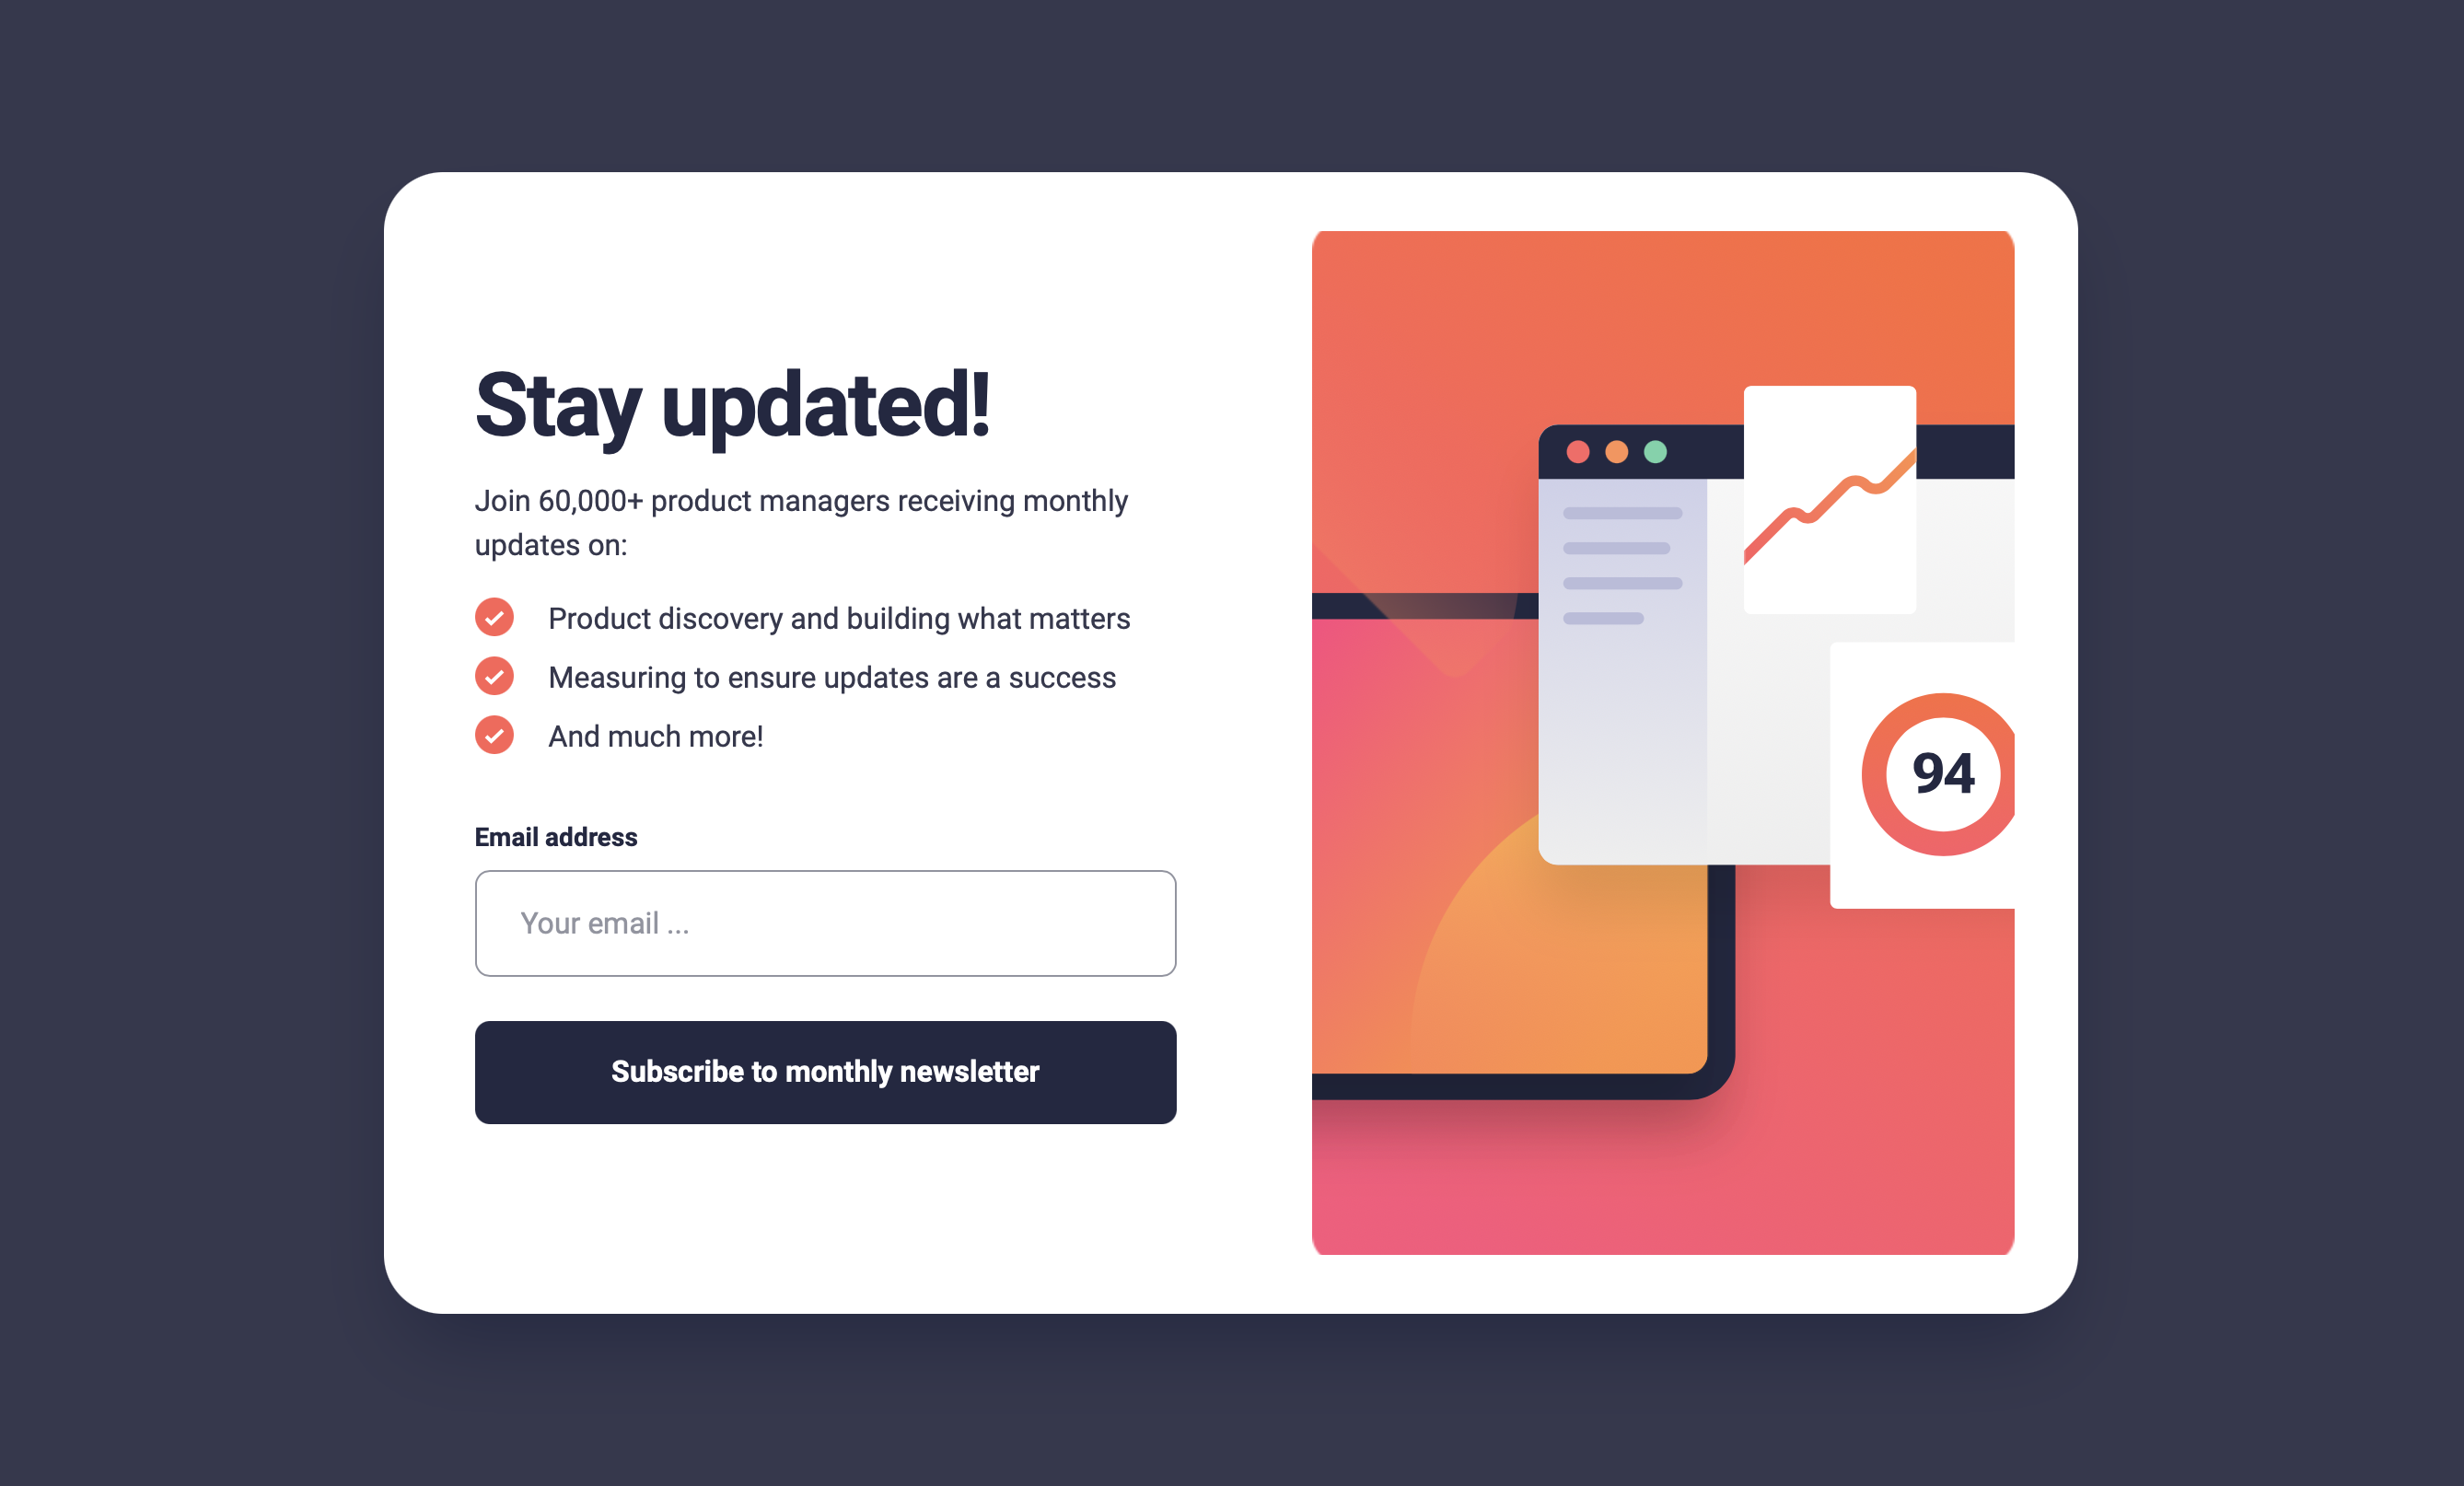 Stay updated!
Join 60,000+ product managers receiving monthly
updates on:
Product discovery and building what matters
Measuring to ensure updates are a success
And much more!
Email address
Your email ...
Subscribe to monthly newsletter
94